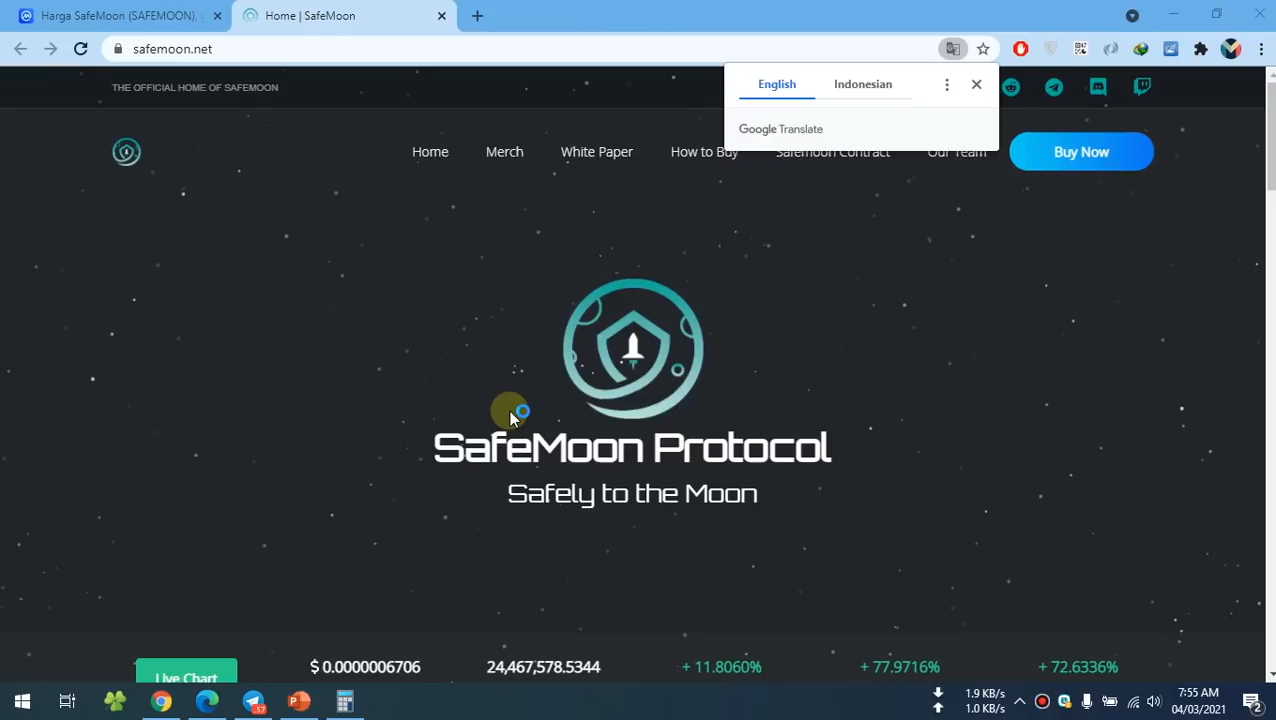 Harga SafeMoon (SAFEMOON),
Home | SafeMoon
safemoon.net
English
Indonesian
Google Translate
THE OFFICIAL HOME OF SAFEMOON
Home
Merch
White Paper
How to Buy
Safemoon Contract
Our Team
Buy Now
SafeMoon Protocol
Safely to the Moon
Live Chart
$ 0.0000006706
24,467,578.5344
+ 11.8060%
+ 77.9716%
+ 72.6336%
57
1.9 KB/s
1.0 KB/s
7:55 AM
04/03/2021
2